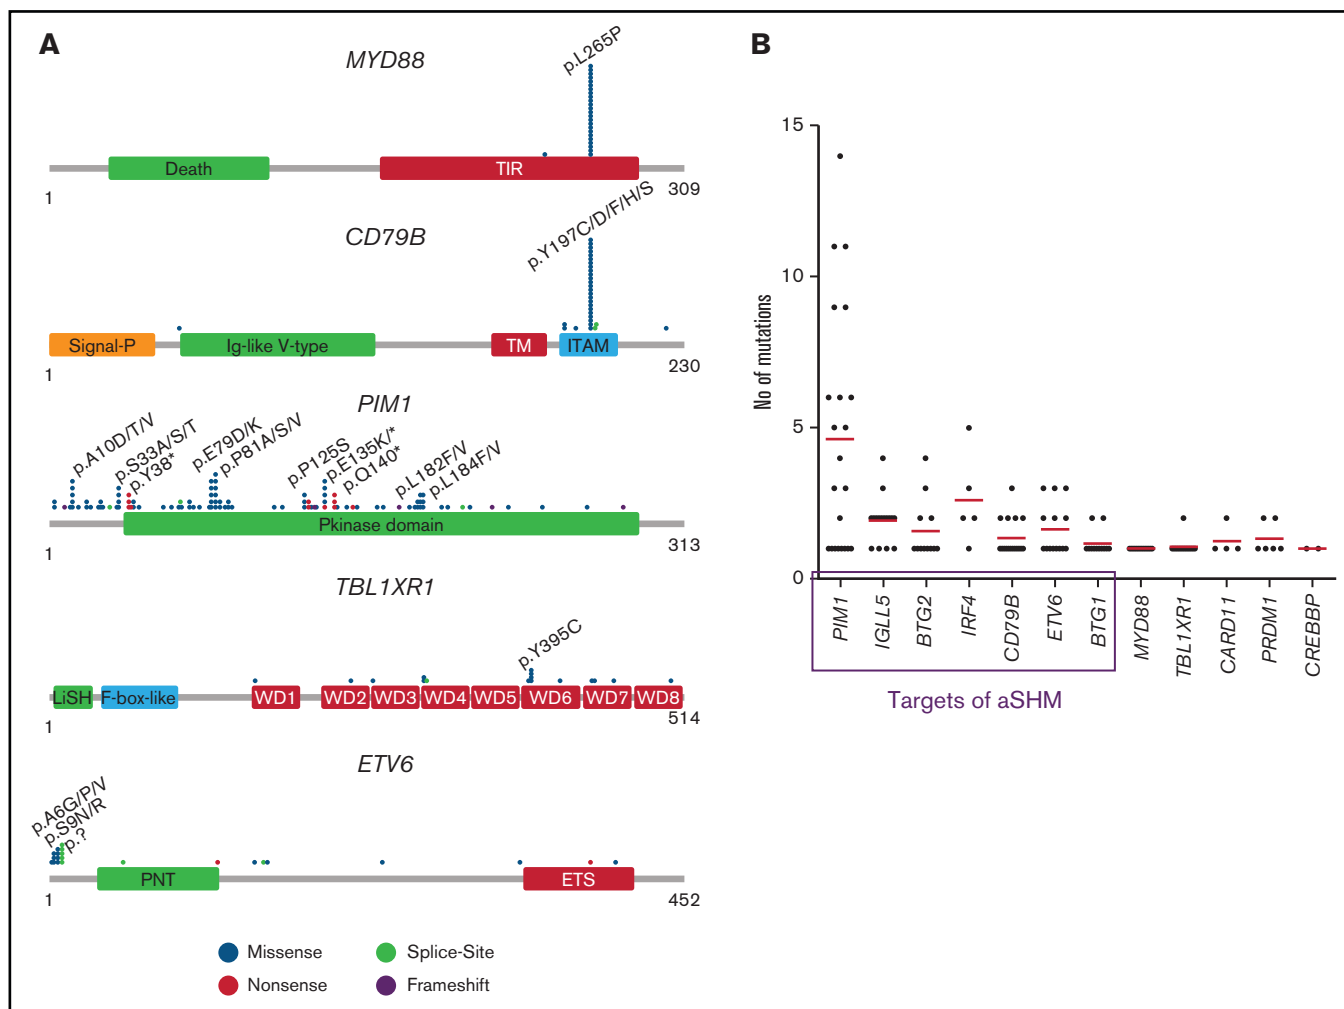 A
MYD88
p.L265P
Death
TIR
1
309
CD79B
p.Y197C/D/F/H/S
Signal-P
Ig-like V-type
TM
ITAM
1
230
PIM1
p.A10D/T/V
p.S33A/S/T
p.Y38*
p.E79D/K
p.P81A/S/V
p.P125S
p.E135K/*
p.Q140*
p.L182F/V
p.L184F/V
Pkinase domain
1
313
TBL1XR1
p.Y395C
LiSH
F-box-like
WD1
WD2
WD3
WD4
WD5
WD6
WD7
WD8
1
514
ETV6
p.A6G/P/V
p.S9N/R
p.?
PNT
ETS
1
452
Missense
Splice-Site
Nonsense
Frameshift
B
No of mutations
15
10
5
0
PIM1
IGLL5
BTG2
IRF4
CD79B
ETV6
BTG1
MYD88
TBL1XR1
CARD11
PRDM1
CREBBP
Targets of aSHM